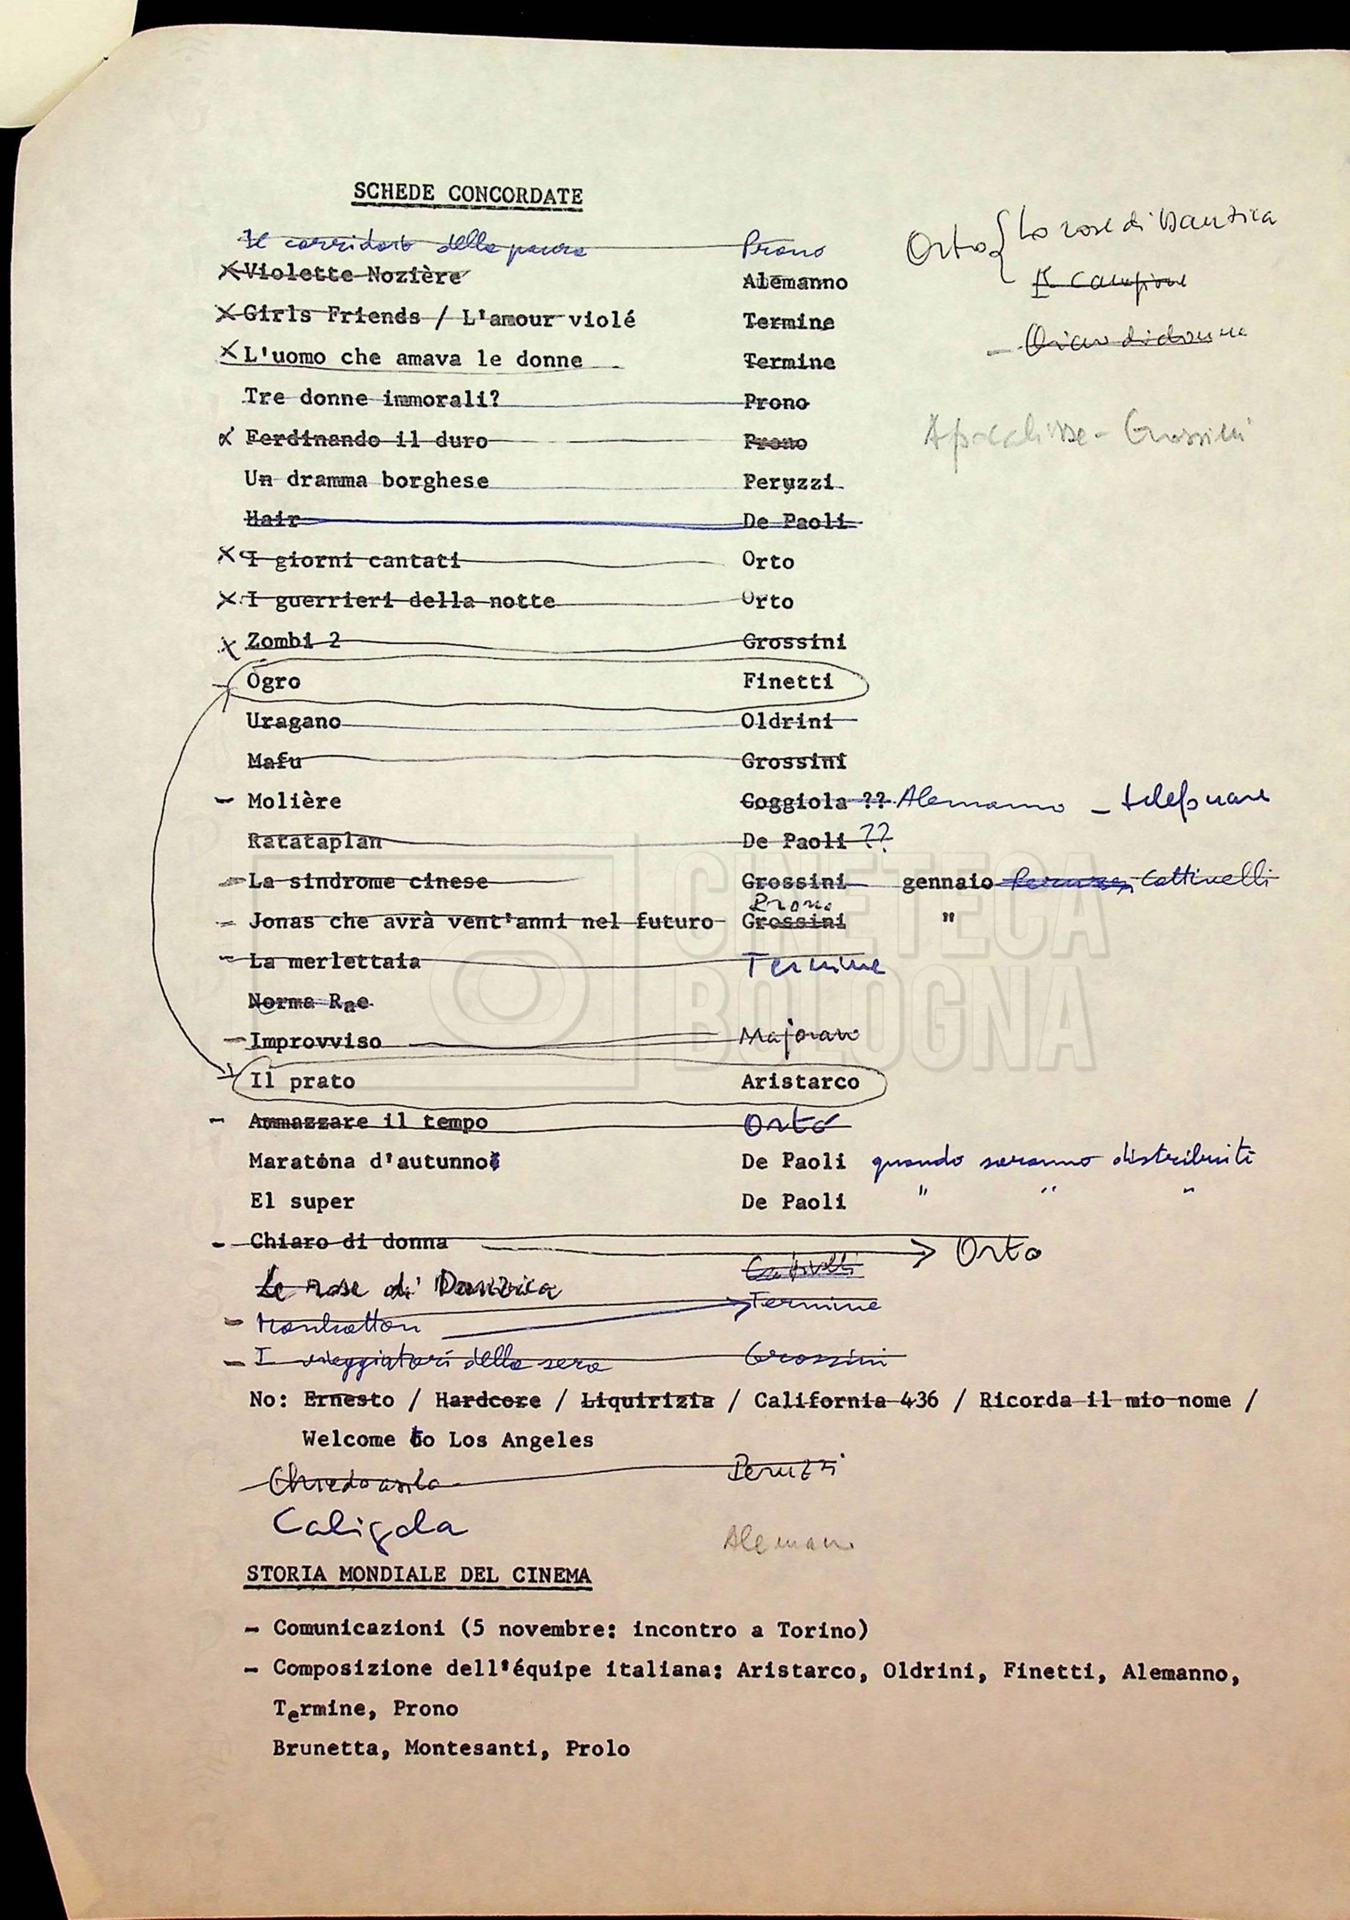 SCHEDE CONCORDATE
Il corridoio della paura Prono
Orto { La rose di Danzica
Il Campione
X Violette Nozière Alemanno
X Girls Friends / L'amour violé Termine
X L'uomo che amava le donne Termine
Tre donne immorali? Prono
Apocalisse - Grossini
X Ferdinando il duro Prono
Un dramma borghese Peruzzi
Hair De Paoli
X I giorni cantati Orto
X I guerrieri della notte Orto
X Zombi 2 Grossini
Ogro Finetti
Uragano Oldrini
Mafu Grossini
- Molière Goggiola ?? Alemanno - telefonare
Ratataplan De Paoli ??
- La sindrome cinese Grossini gennaio Cattinelli
Prono
- Jonas che avrà vent'anni nel futuro Grossini "
- La merlettaia Termine
Norma Rae
- Improvviso Majorano
Il prato Aristarco
- Ammazzare il tempo Orto
Maratona d'autunno De Paoli quando saranno distribuiti
El super De Paoli " " "
- Chiaro di donna Orto
Le rose di Danzica
- Manhattan Termine
- I viaggiatori della sera Grossini
No: Ernesto / Hardcore / Liquirizia / California 436 / Ricorda il mio nome /
Welcome to Los Angeles
Chiedo asilo Peruzzi
Caligola Alemann
STORIA MONDIALE DEL CINEMA
- Comunicazioni (5 novembre: incontro a Torino)
- Composizione dell'équipe italiana: Aristarco, Oldrini, Finetti, Alemanno,
Termine, Prono
Brunetta, Montesanti, Prolo
CINETECA
BOLOGNA